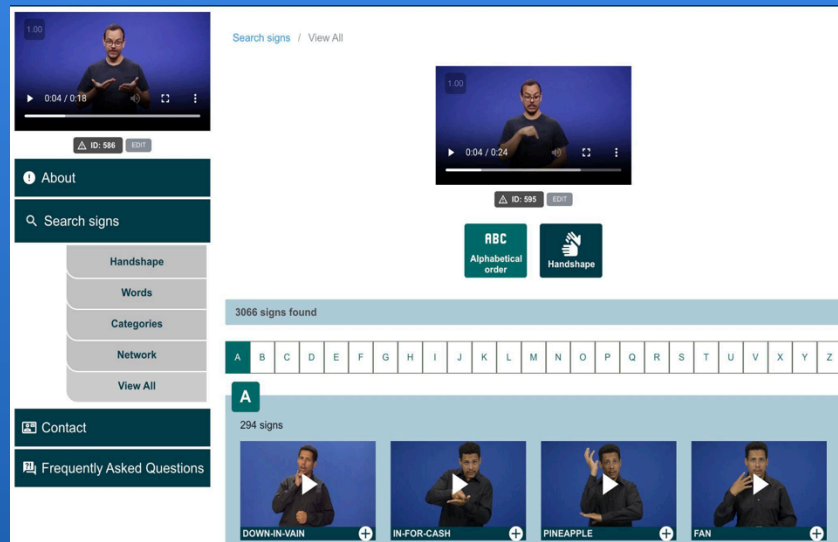 1.00
0:04 / 0:18
ID: 586
EDIT
About
Search signs
Handshape
Words
Categories
Network
View All
Contact
Frequently Asked Questions
Search signs / View All
1.00
0:04 / 0:24
ID: 595
EDIT
ABC
Alphabetical
order
Handshape
3066 signs found
A B C D E F G H I J K L M N O P Q R S T U V X Y Z
A
294 signs
DOWN-IN-VAIN
IN-FOR-CASH
PINEAPPLE
FAN